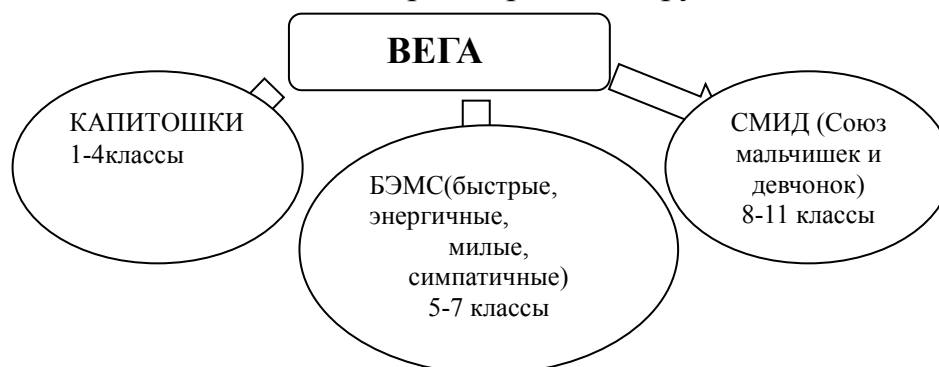 ВЕГА
КАПИТОШКИ
1-4классы
БЭМС(быстрые,
энергичные,
милые,
симпатичные)
5-7 классы
СМИД (Союз
мальчишек и
девчонок)
8-11 классы